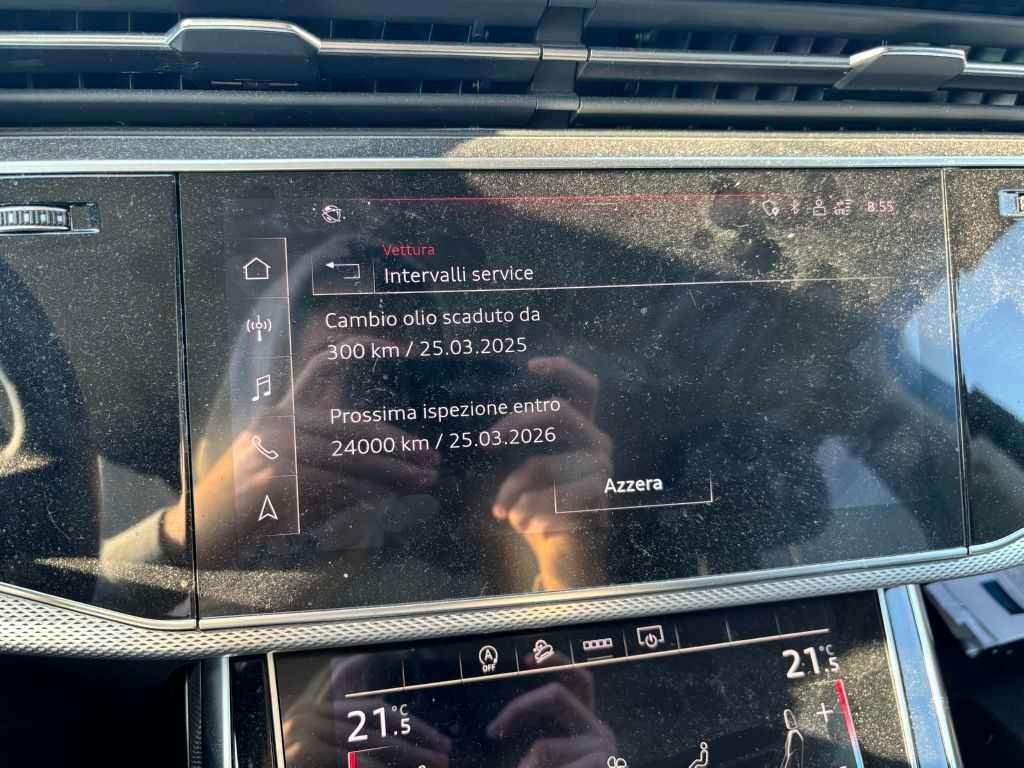 8:55
Vettura
Intervalli service
Cambio olio scaduto da
300 km / 25.03.2025
Prossima ispezione entro
24000 km / 25.03.2026
Azzera
A
OFF
21.5 °C
21.5 °C
+